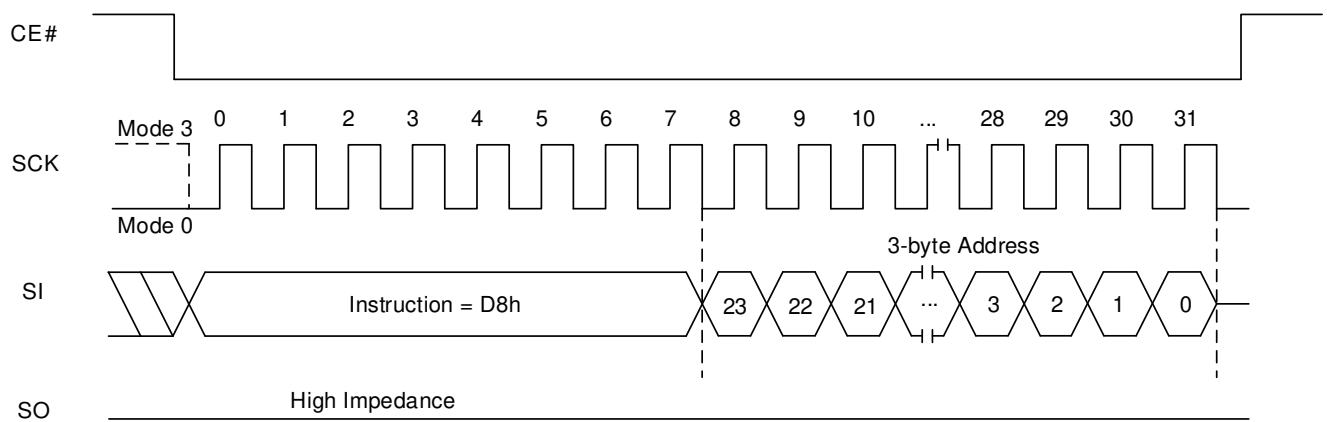 CE#
Mode 3 0 1 2 3 4 5 6 7 8 9 10 ... 28 29 30 31
SCK
Mode 0
3-byte Address
SI Instruction = D8h 23 22 21 ... 3 2 1 0
High Impedance
SO